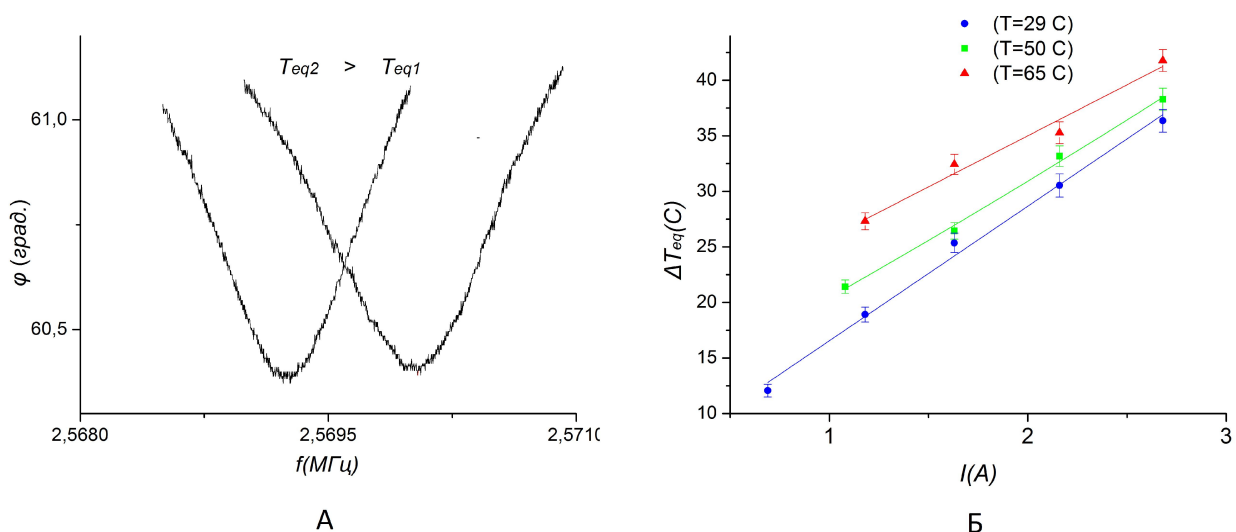 Teq2 > Teq1
61,0
60,5
φ (град.)
2,5680
2,5695
2,5710
f(МГц)
А
(T=29 C)
(T=50 C)
(T=65 C)
40
35
30
25
20
15
10
ΔTeq(C)
1
2
3
I(A)
Б